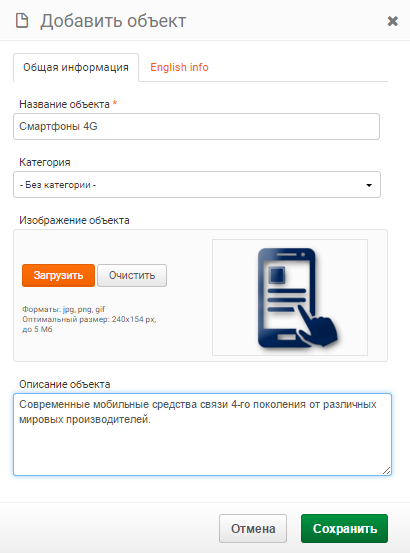 Добавить объект
Общая информация
English info
Название объекта *
Смартфоны 4G
Категория
- Без категории -
Изображение объекта
Загрузить
Очистить
Форматы: jpg, png, gif
Оптимальный размер: 240x154 px,
до 5 Мб
Описание объекта
Современные мобильные средства связи 4-го поколения от различных
мировых производителей.
Отмена
Сохранить